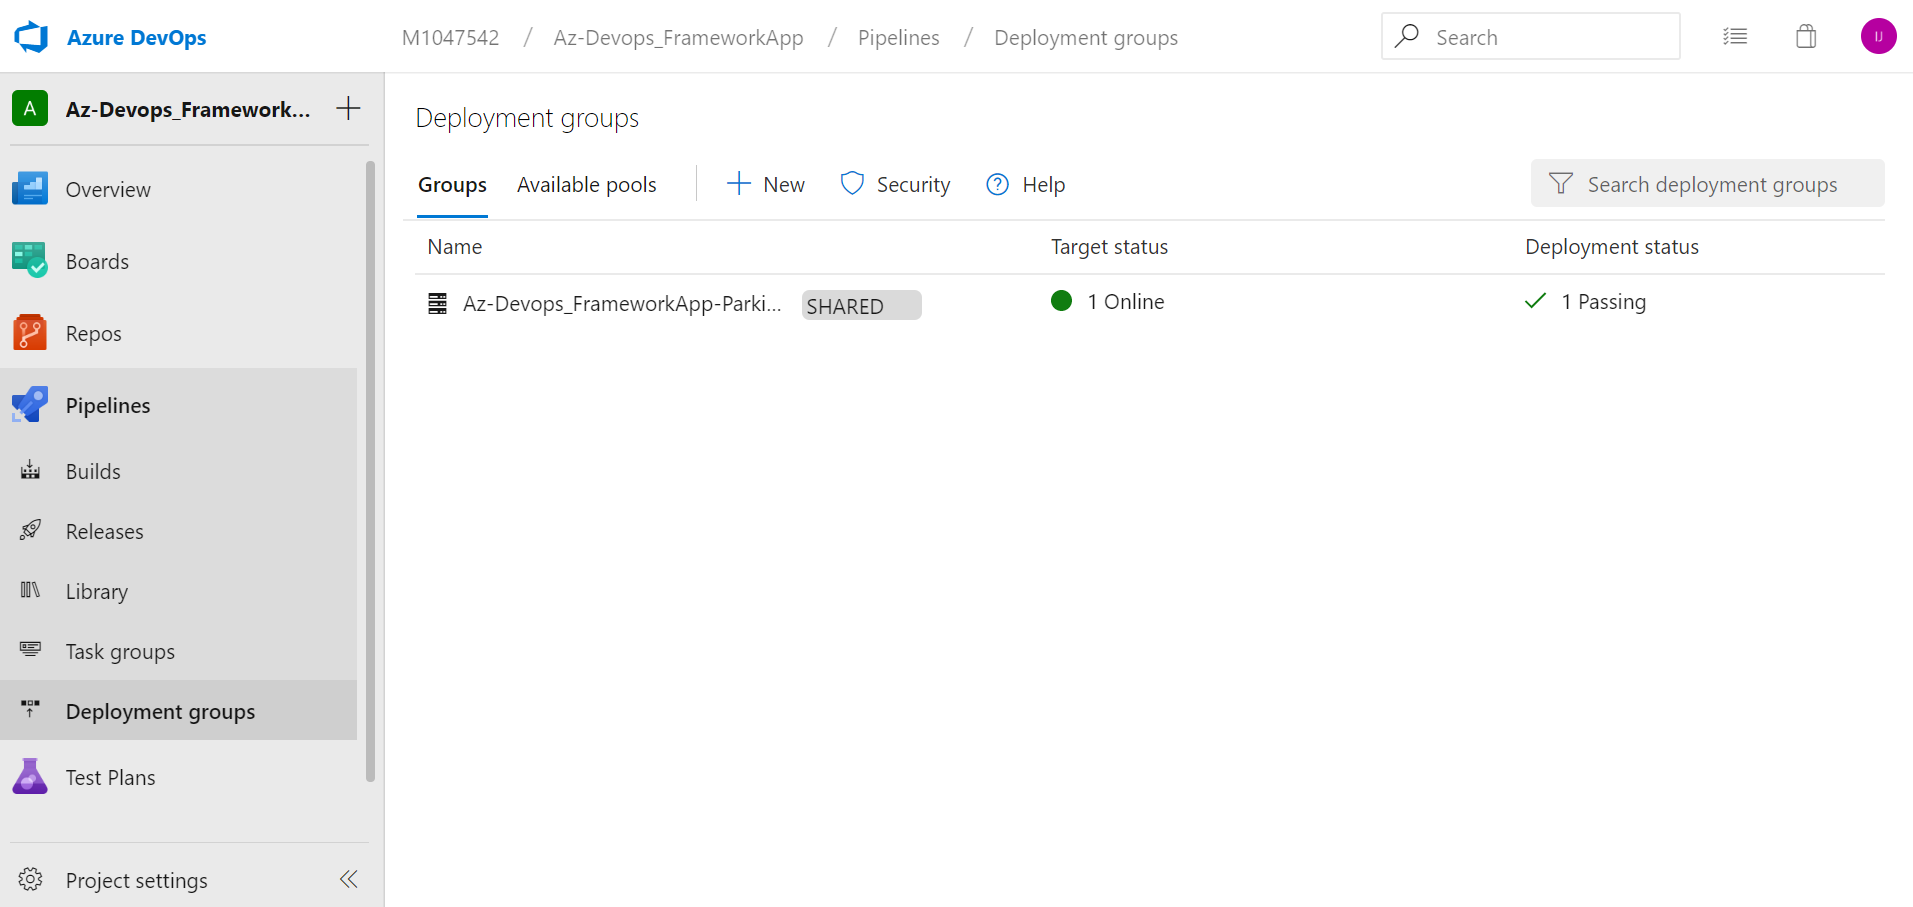 Azure DevOps
M1047542 / Az-Devops_FrameworkApp / Pipelines / Deployment groups
Search
IJ
A
Az-Devops_Framework...
Overview
Boards
Repos
Pipelines
Builds
Releases
Library
Task groups
Deployment groups
Test Plans
Project settings
Deployment groups
Groups
Available pools
New
Security
Help
Search deployment groups
Name Target status Deployment status
Az-Devops_FrameworkApp-Parki... SHARED 1 Online 1 Passing